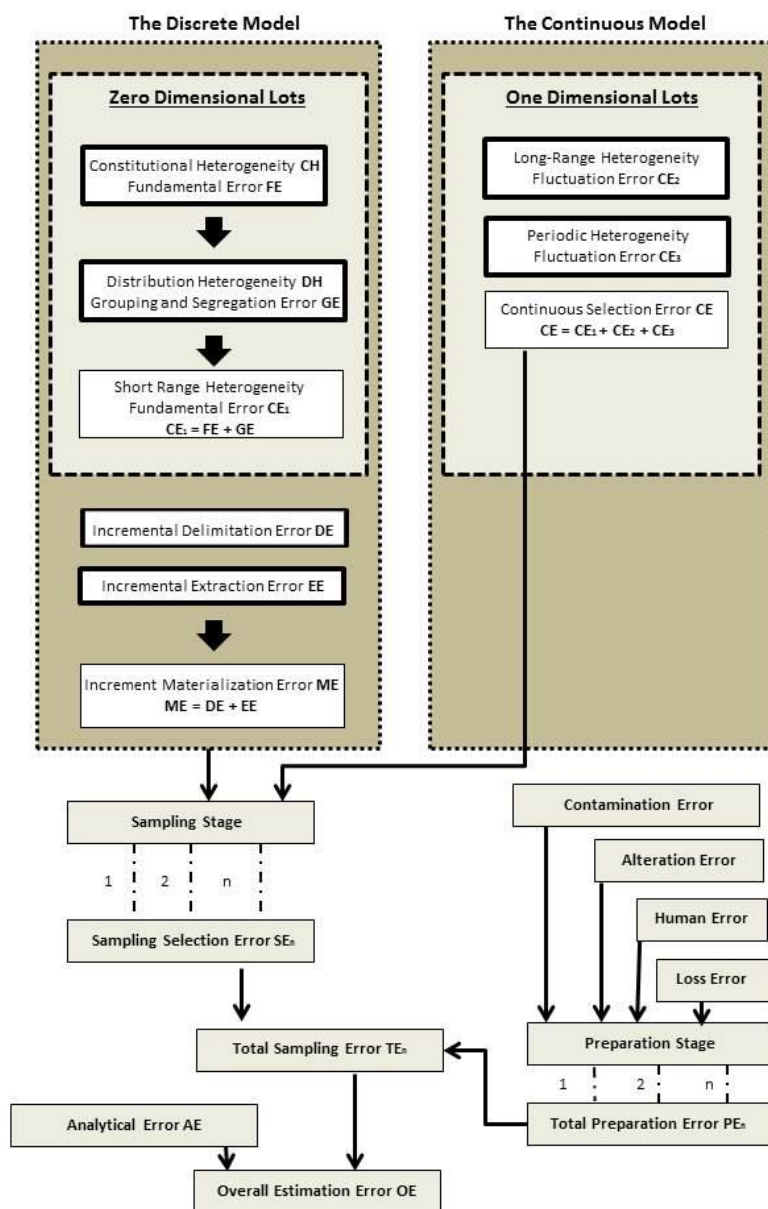 The Discrete Model
Zero Dimensional Lots
Constitutional Heterogeneity CH
Fundamental Error FE
Distribution Heterogeneity DH
Grouping and Segregation Error GE
Short Range Heterogeneity
Fundamental Error CE₁
CE₁ = FE + GE
Incremental Delimitation Error DE
Incremental Extraction Error EE
Increment Materialization Error ME
ME = DE + EE
The Continuous Model
One Dimensional Lots
Long-Range Heterogeneity
Fluctuation Error CE₂
Periodic Heterogeneity
Fluctuation Error CE₃
Continuous Selection Error CE
CE = CE₁ + CE₂ + CE₃
Sampling Stage
1 2 n
Sampling Selection Error SEₙ
Contamination Error
Alteration Error
Human Error
Loss Error
Preparation Stage
1 2 n
Total Preparation Error PEₙ
Total Sampling Error TEₙ
Analytical Error AE
Overall Estimation Error OE